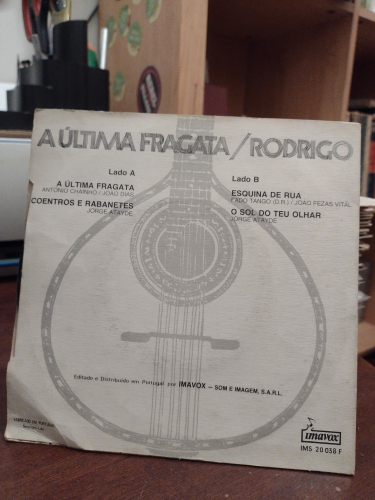 A ÚLTIMA FRAGATA/RODRIGO
Lado A
A ÚLTIMA FRAGATA
ANTÓNIO CHAINHO / JOÃO DIAS
COENTROS E RABANETES
JORGE ATAYDE
Lado B
ESQUINA DE RUA
FADO TANGO (D.R.) / JOÃO FEZAS VITAL
O SOL DO TEU OLHAR
JORGE ATAYDE
Editado e Distribuído em Portugal por IMAVOX — SOM E IMAGEM, S.A.R.L.
imavox
IMS 20.038 F